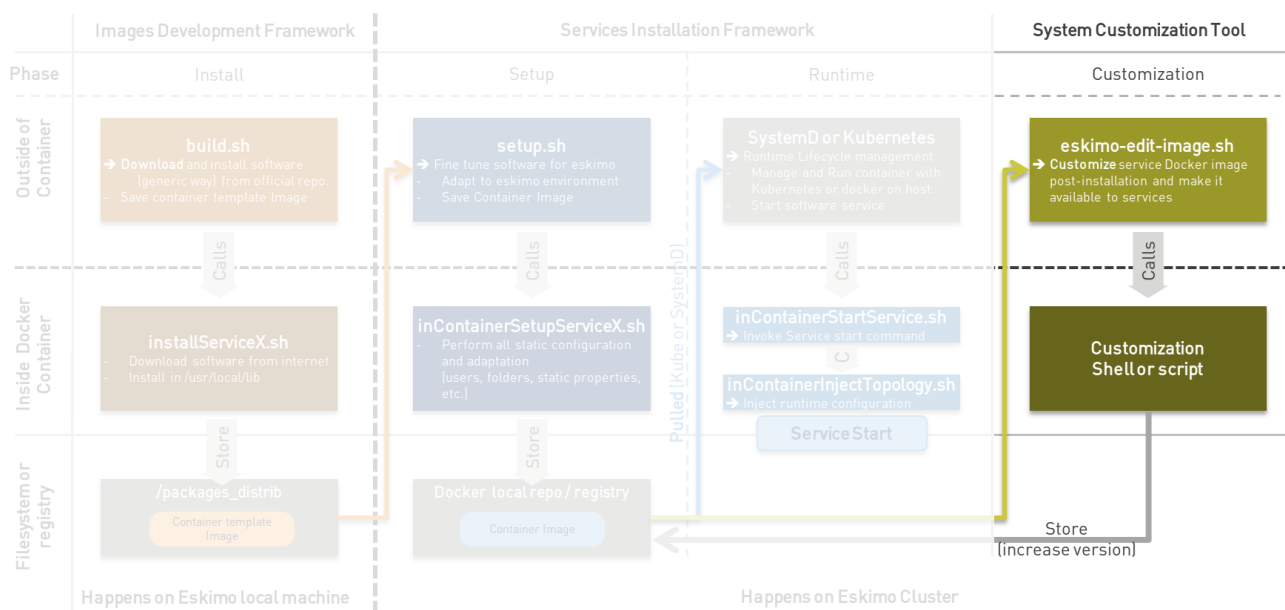 Images Development Framework
Services Installation Framework
System Customization Tool
Phase
Install
Setup
Runtime
Customization
Outside of
Container
build.sh
➔ Download and install software
(generic way) from official repo.
- Save container template Image
setup.sh
➔ Fine tune software for eskimo
- Adapt to eskimo environment
- Save Container Image
SystemD or Kubernetes
➔ Runtime Lifecycle management
- Manage and Run container with
Kubernetes or docker on host.
- Start software service
eskimo-edit-image.sh
➔ Customize service Docker image
post-installation and make it
available to services
Calls
Calls
Calls
Calls
Pulled (Kube or SystemD)
Inside Docker
Container
installServiceX.sh
- Download software from internet
- Install in /usr/local/lib
inContainerSetupServiceX.sh
- Perform all static configuration
and adaptation
(users, folders, static properties,
etc.)
inContainerStartService.sh
➔ Invoke Service start command
C
inContainerInjectTopology.sh
➔ Inject runtime configuration
Service Start
Customization
Shell or script
Store
Store
Filesystem or
registry
/packages_distrib
Container template
Image
Docker local repo / registry
Container Image
Store
(increase version)
Happens on Eskimo local machine
Happens on Eskimo Cluster